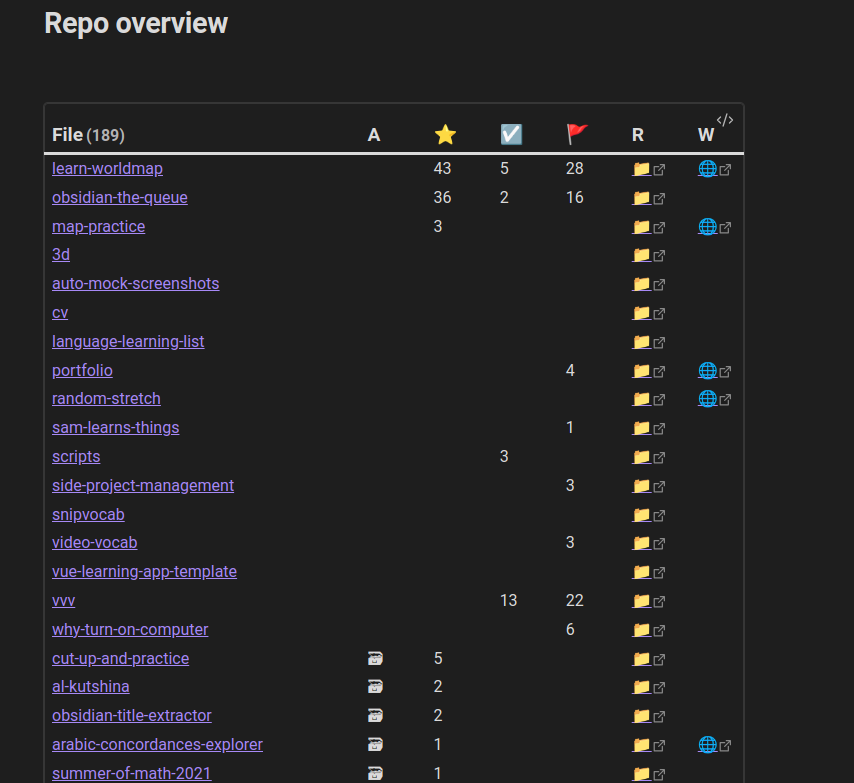 Repo overview
</>
File (189) A ⭐ ☑️ 🚩 R W
learn-worldmap 43 5 28 📁 🌐
obsidian-the-queue 36 2 16 📁
map-practice 3 📁 🌐
3d 📁
auto-mock-screenshots 📁
cv 📁
language-learning-list 📁
portfolio 4 📁 🌐
random-stretch 📁 🌐
sam-learns-things 1 📁
scripts 3 📁
side-project-management 3 📁
snipvocab 📁
video-vocab 3 📁
vue-learning-app-template 📁
vvv 13 22 📁
why-turn-on-computer 6 📁
cut-up-and-practice 🗃️ 5 📁
al-kutshina 🗃️ 2 📁
obsidian-title-extractor 🗃️ 2 📁
arabic-concordances-explorer 🗃️ 1 📁 🌐
summer-of-math-2021 🗃️ 1 📁